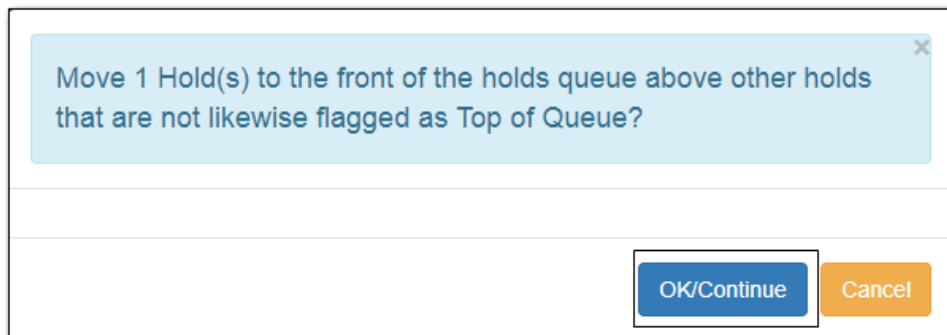 ×
Move 1 Hold(s) to the front of the holds queue above other holds
that are not likewise flagged as Top of Queue?
OK/Continue Cancel